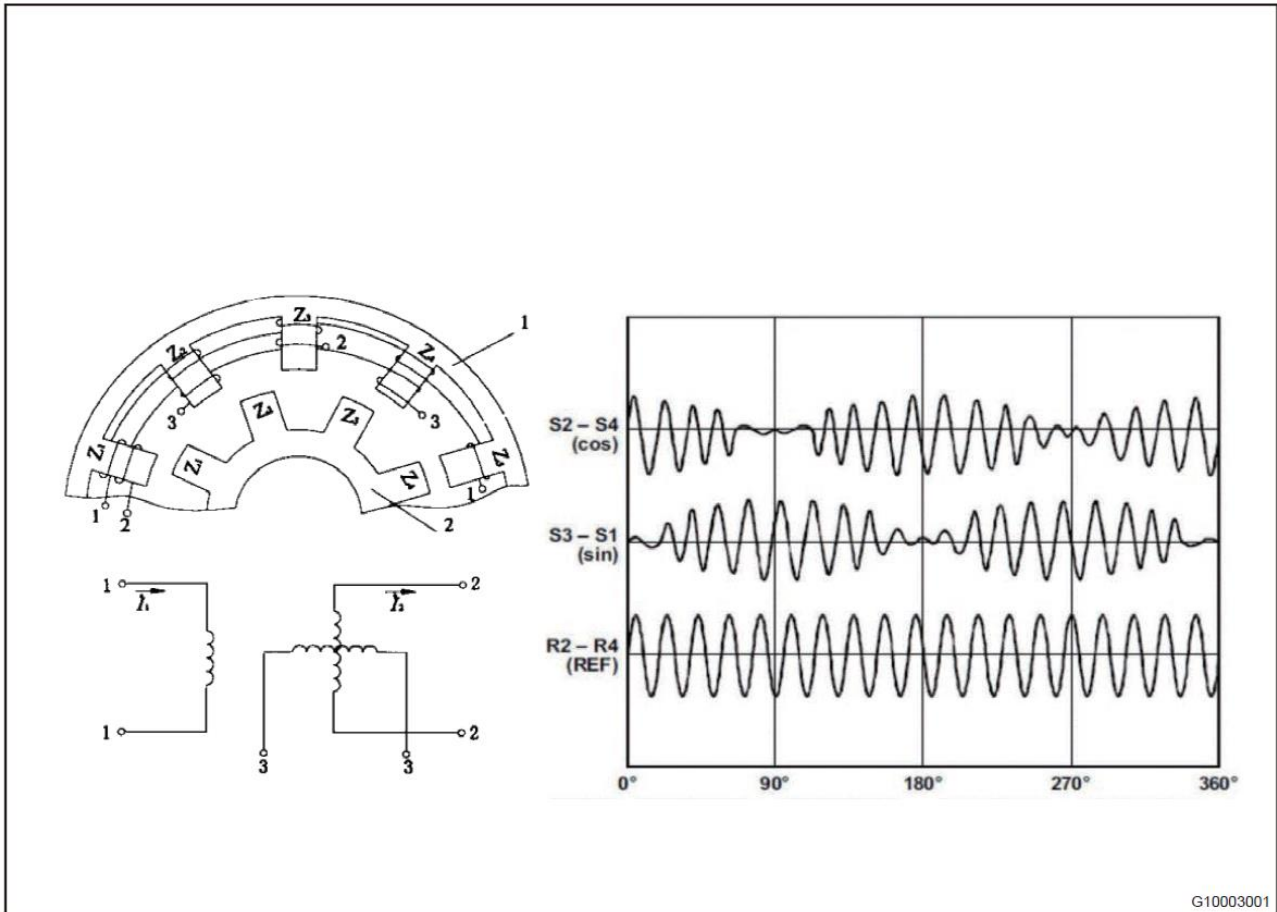 Z₃
1
Z₂
Z₄
2
3
3
Z₂
Z₃
Z₁
Z₁
Z₄
Z₅
1
1
2
2
1
I₁
I₂
2
1
2
3
3
S2 – S4
(cos)
S3 – S1
(sin)
R2 – R4
(REF)
0°
90°
180°
270°
360°
G10003001